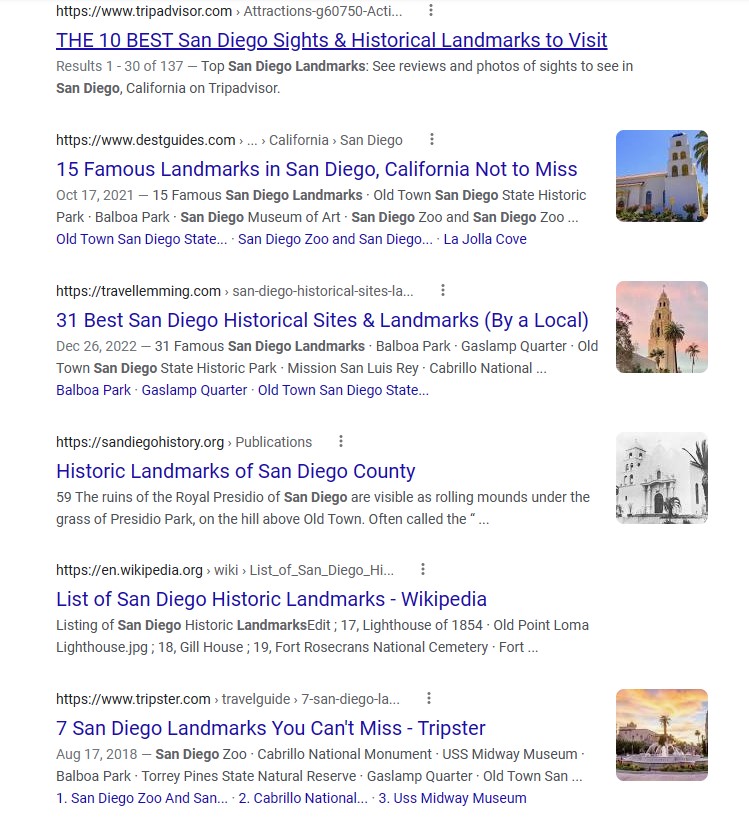 https://www.tripadvisor.com › Attractions-g60750-Acti...
THE 10 BEST San Diego Sights & Historical Landmarks to Visit
Results 1 - 30 of 137 — Top San Diego Landmarks: See reviews and photos of sights to see in
San Diego, California on Tripadvisor.
https://www.destguides.com › ... › California › San Diego
15 Famous Landmarks in San Diego, California Not to Miss
Oct 17, 2021 — 15 Famous San Diego Landmarks · Old Town San Diego State Historic
Park · Balboa Park · San Diego Museum of Art · San Diego Zoo and San Diego Zoo ...
Old Town San Diego State... · San Diego Zoo and San Diego... · La Jolla Cove
https://travellemming.com › san-diego-historical-sites-la...
31 Best San Diego Historical Sites & Landmarks (By a Local)
Dec 26, 2022 — 31 Famous San Diego Landmarks · Balboa Park · Gaslamp Quarter · Old
Town San Diego State Historic Park · Mission San Luis Rey · Cabrillo National ...
Balboa Park · Gaslamp Quarter · Old Town San Diego State...
https://sandiegohistory.org › Publications
Historic Landmarks of San Diego County
59 The ruins of the Royal Presidio of San Diego are visible as rolling mounds under the
grass of Presidio Park, on the hill above Old Town. Often called the “ ...
https://en.wikipedia.org › wiki › List_of_San_Diego_Hi...
List of San Diego Historic Landmarks - Wikipedia
Listing of San Diego Historic LandmarksEdit ; 17, Lighthouse of 1854 · Old Point Loma
Lighthouse.jpg ; 18, Gill House ; 19, Fort Rosecrans National Cemetery · Fort ...
https://www.tripster.com › travelguide › 7-san-diego-la...
7 San Diego Landmarks You Can't Miss - Tripster
Aug 17, 2018 — San Diego Zoo · Cabrillo National Monument · USS Midway Museum ·
Balboa Park · Torrey Pines State Natural Reserve · Gaslamp Quarter · Old Town San ...
1. San Diego Zoo And San... · 2. Cabrillo National... · 3. Uss Midway Museum